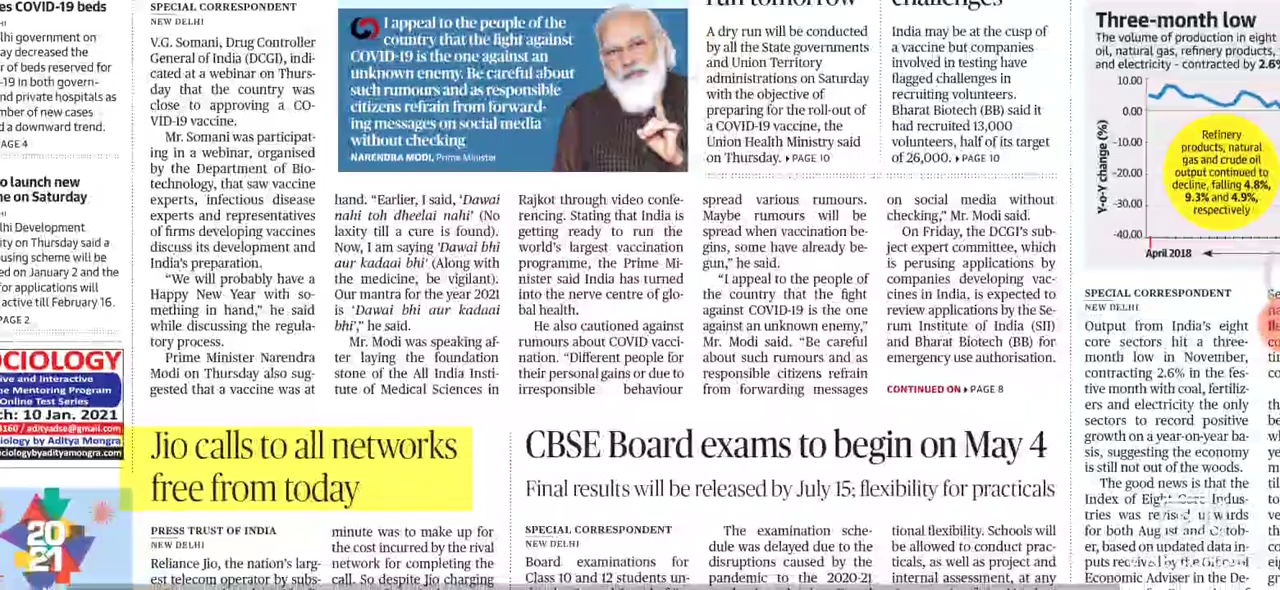 es COVID-19 beds
lhi government on
ay decreased the
r of beds reserved for
-19 in both govern-
nd private hospitals as
mber of new cases
d a downward trend.
AGE 4
o launch new
ne on Saturday
lhi Development
ity on Thursday said a
using scheme will be
ed on January 2 and the
for applications will
active till February 16.
PAGE 2
OCIOLOGY
ive and Interactive
e Mentoring Program
Online Test Series
ch: 10 Jan. 2021
8160 / adityadse@gmail.com
iology by Aditya Mongra
ciologybyadityamongra.com
20
21
SPECIAL CORRESPONDENT
NEW DELHI
V.G. Somani, Drug Controller
General of India (DCGI), indi-
cated at a webinar on Thurs-
day that the country was
close to approving a CO-
VID-19 vaccine.
Mr. Somani was participat-
ing in a webinar, organised
by the Department of Bio-
technology, that saw vaccine
experts, infectious disease
experts and representatives
of firms developing vaccines
discuss its development and
India's preparation.
“We will probably have a
Happy New Year with so-
mething in hand,” he said
while discussing the regula-
tory process.
Prime Minister Narendra
Modi on Thursday also sug-
gested that a vaccine was at
I appeal to the people of the
country that the fight against
COVID-19 is the one against an
unknown enemy. Be careful about
such rumours and as responsible
citizens refrain from forward-
ing messages on social media
without checking
NARENDRA MODI, Prime Minister
hand. “Earlier, I said, ‘Dawai
nahi toh dheelai nahi’ (No
laxity till a cure is found).
Now, I am saying ‘Dawai bhi
aur kadaai bhi’ (Along with
the medicine, be vigilant).
Our mantra for the year 2021
is ‘Dawai bhi aur kadaai
bhi’,” he said.
Mr. Modi was speaking af-
ter laying the foundation
stone of the All India Insti-
tute of Medical Sciences in
Rajkot through video confe-
rencing. Stating that India is
getting ready to run the
world's largest vaccination
programme, the Prime Mi-
nister said India has turned
into the nerve centre of glo-
bal health.
He also cautioned against
rumours about COVID vacci-
nation. “Different people for
their personal gains or due to
irresponsible behaviour
run tomorrow
A dry run will be conducted
by all the State governments
and Union Territory
administrations on Saturday
with the objective of
preparing for the roll-out of
a COVID-19 vaccine, the
Union Health Ministry said
on Thursday. ▸ PAGE 10
challenges
India may be at the cusp of
a vaccine but companies
involved in testing have
flagged challenges in
recruiting volunteers.
Bharat Biotech (BB) said it
had recruited 13,000
volunteers, half of its target
of 26,000. ▸ PAGE 10
spread various rumours.
Maybe rumours will be
spread when vaccination be-
gins, some have already be-
gun,” he said.
“I appeal to the people of
the country that the fight
against COVID-19 is the one
against an unknown enemy,”
Mr. Modi said. “Be careful
about such rumours and as
responsible citizens refrain
from forwarding messages
on social media without
checking,” Mr. Modi said.
On Friday, the DCGI's sub-
ject expert committee, which
is perusing applications by
companies developing vac-
cines in India, is expected to
review applications by the Se-
rum Institute of India (SII)
and Bharat Biotech (BB) for
emergency use authorisation.
CONTINUED ON ▸ PAGE 8
Three-month low
The volume of production in eight
oil, natural gas, refinery products,
and electricity - contracted by 2.6%
10.00
0.00
-10.00
-20.00
-30.00
-40.00
Y-o-Y change (%)
Refinery
products, natural
gas and crude oil
output continued to
decline, falling 4.8%,
9.3% and 4.9%,
respectively
April 2018
SPECIAL CORRESPONDENT
NEW DELHI
Output from India's eight
core sectors hit a three-
month low in November,
contracting 2.6% in the fes-
tive month with coal, fertiliz-
ers and electricity the only
sectors to record positive
growth on a year-on-year ba-
sis, suggesting the economy
is still not out of the woods.
The good news is that the
Index of Eight Core Indus-
tries was revised upwards
for both August and Octob-
er, based on updated data in-
puts received by the Office of
Economic Adviser in the De-
Jio calls to all networks
free from today
PRESS TRUST OF INDIA
NEW DELHI
Reliance Jio, the nation's larg-
est telecom operator by subs-
minute was to make up for
the cost incurred by the rival
network for completing the
call. So despite Jio charging
CBSE Board exams to begin on May 4
Final results will be released by July 15; flexibility for practicals
SPECIAL CORRESPONDENT
NEW DELHI
Board examinations for
Class 10 and 12 students un-
The examination sche-
dule was delayed due to the
disruptions caused by the
pandemic to the 2020-21
tional flexibility. Schools will
be allowed to conduct prac-
ticals, as well as project and
internal assessment, at any